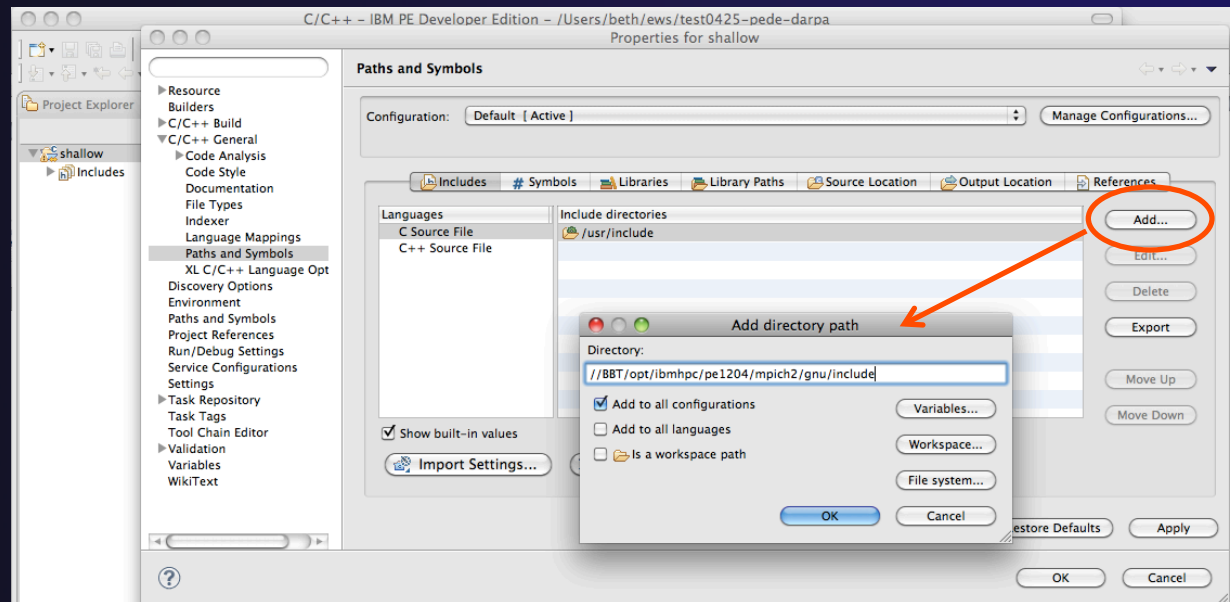 C/C++ – IBM PE Developer Edition – /Users/beth/ews/test0425-pede-darpa
Properties for shallow
Project Explorer
shallow
Includes
Resource
Builders
C/C++ Build
C/C++ General
Code Analysis
Code Style
Documentation
File Types
Indexer
Language Mappings
Paths and Symbols
XL C/C++ Language Opt
Discovery Options
Environment
Paths and Symbols
Project References
Run/Debug Settings
Service Configurations
Settings
Task Repository
Task Tags
Tool Chain Editor
Validation
Variables
WikiText
Paths and Symbols
Configuration: Default [ Active ] Manage Configurations...
Includes # Symbols Libraries Library Paths Source Location Output Location References
Languages Include directories
C Source File /usr/include
C++ Source File
Add...
Edit...
Delete
Export
Move Up
Move Down
Show built-in values
Import Settings...
Add directory path
Directory:
//BBT/opt/ibmhpc/pe1204/mpich2/gnu/include
Add to all configurations Variables...
Add to all languages
Is a workspace path Workspace...
File system...
OK Cancel
estore Defaults Apply
? OK Cancel